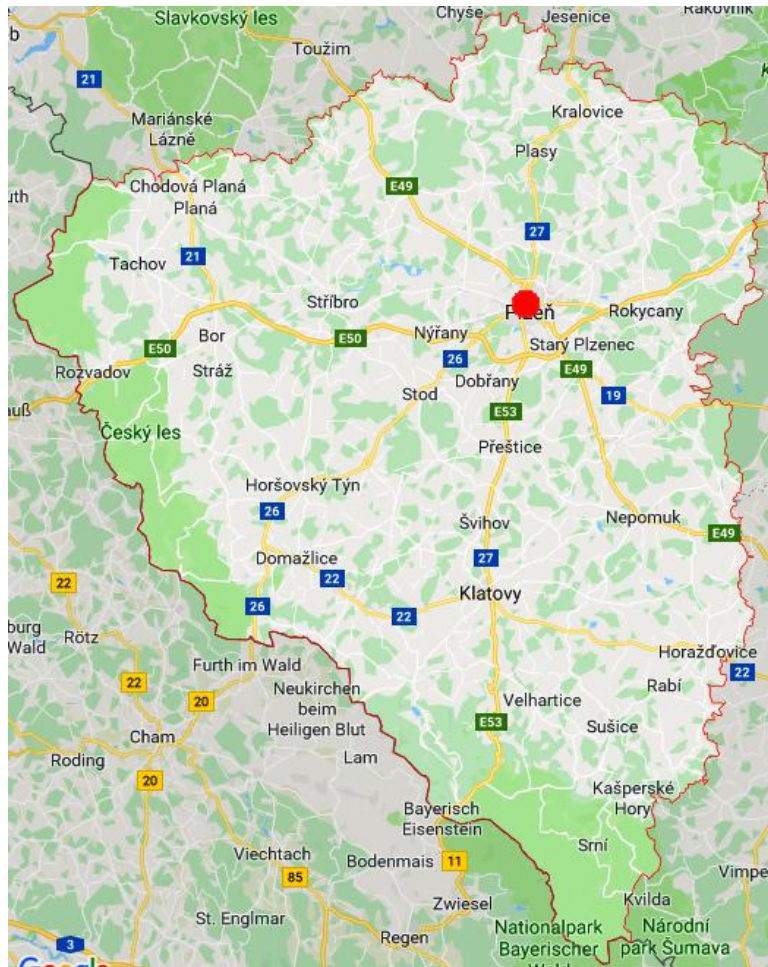 Slavkovský les
Chyše
Jesenice
Rakovník
Toužim
21
Mariánské
Lázně
Kralovice
Plasy
Chodová Planá
Planá
E49
27
21
Tachov
Stříbro
Plzeň
Rokycany
Bor
E50
E50
Nýřany
Starý Plzenec
26
Rozvadov
Stráž
Stod
Dobřany
E49
19
E53
Český les
Přeštice
Horšovský Týn
26
Švihov
Nepomuk
E49
Domažlice
27
22
22
Klatovy
26
22
burg
Wald
Rötz
Furth im Wald
Horažďovice
22
22
20
Neukirchen
beim
Heiligen Blut
Rabí
Velhartice
E53
Sušice
Cham
Lam
Roding
20
Kašperské
Hory
Bayerisch
Eisenstein
Srní
Viechtach
Bodenmais
11
85
Vimpe
Zwiesel
Kvilda
St. Englmar
Regen
Nationalpark
Bayerischer
Národní
park Šumava
3
Google